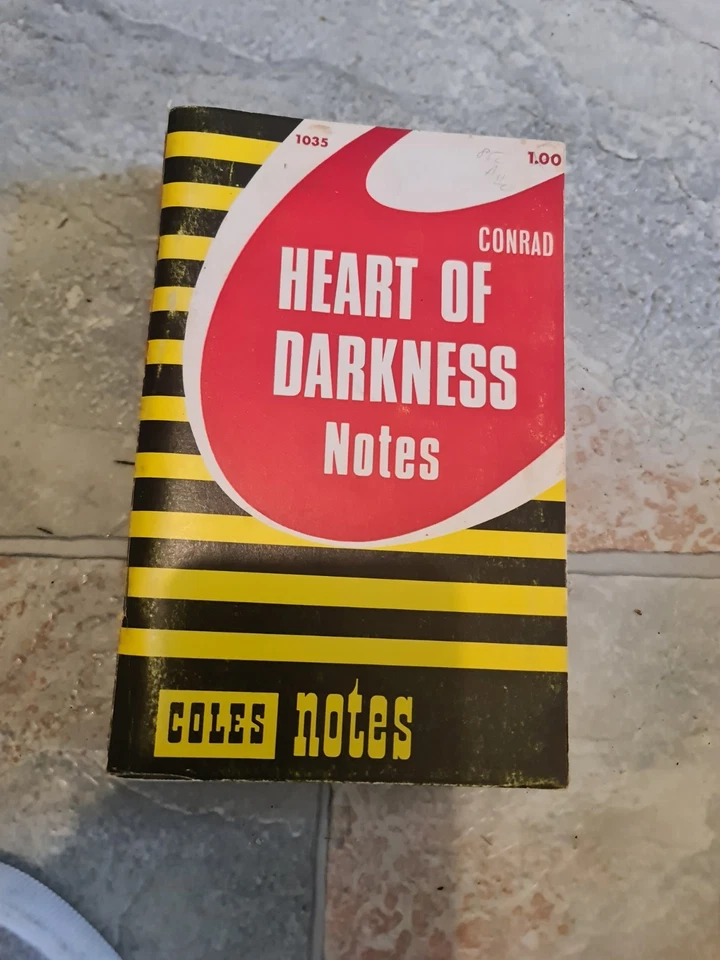 1035
1.00
CONRAD
HEART OF
DARKNESS
Notes
COLES notes